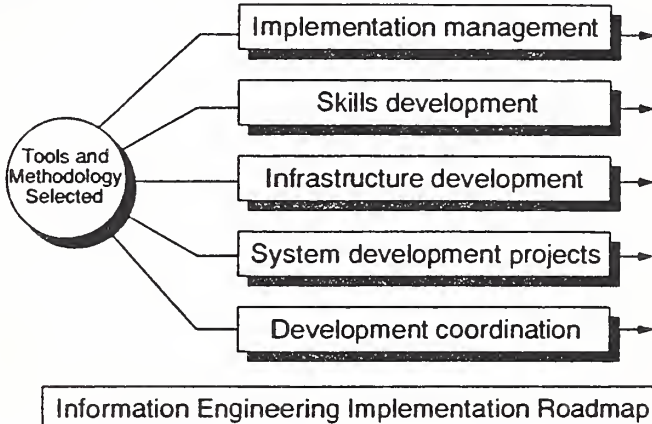 Implementation management
Skills development
Tools and
Methodology
Selected
Infrastructure development
System development projects
Development coordination
Information Engineering Implementation Roadmap